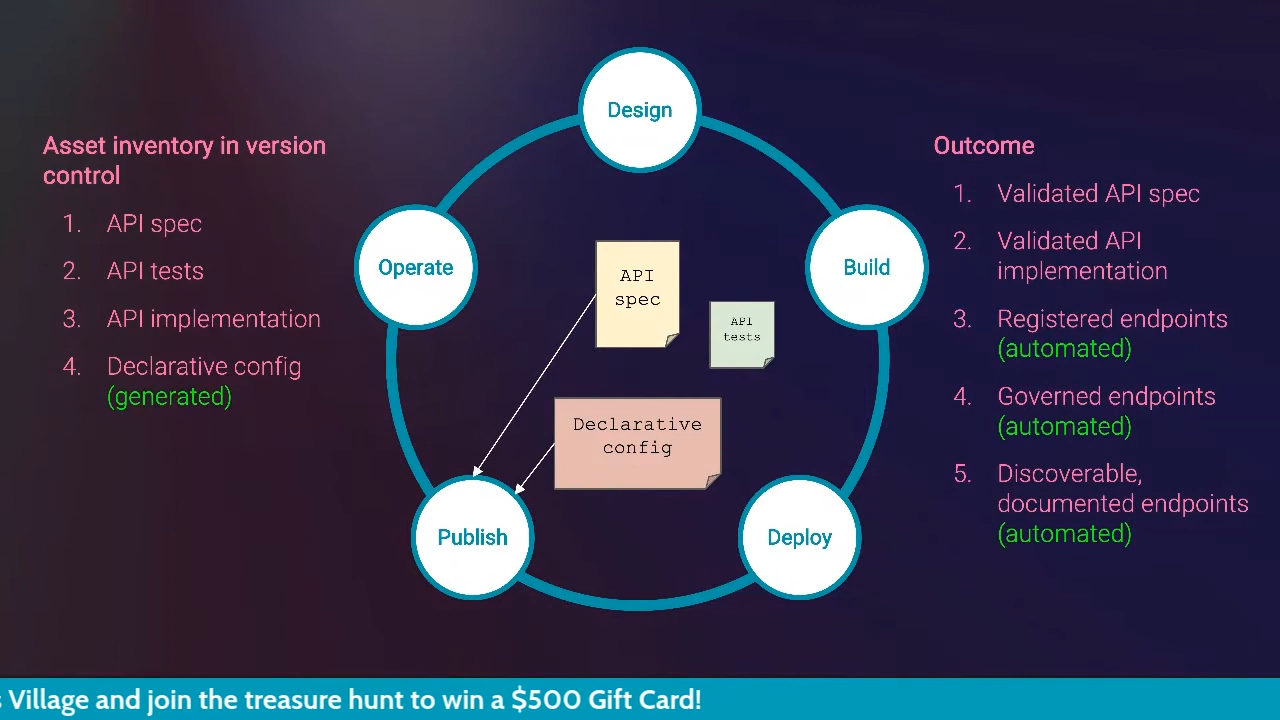 Asset inventory in version
control
1. API spec
2. API tests
3. API implementation
4. Declarative config
(generated)
Design
Operate
Build
API
spec
API
tests
Declarative
config
Publish
Deploy
Outcome
1. Validated API spec
2. Validated API
implementation
3. Registered endpoints
(automated)
4. Governed endpoints
(automated)
5. Discoverable,
documented endpoints
(automated)
Village and join the treasure hunt to win a $500 Gift Card!